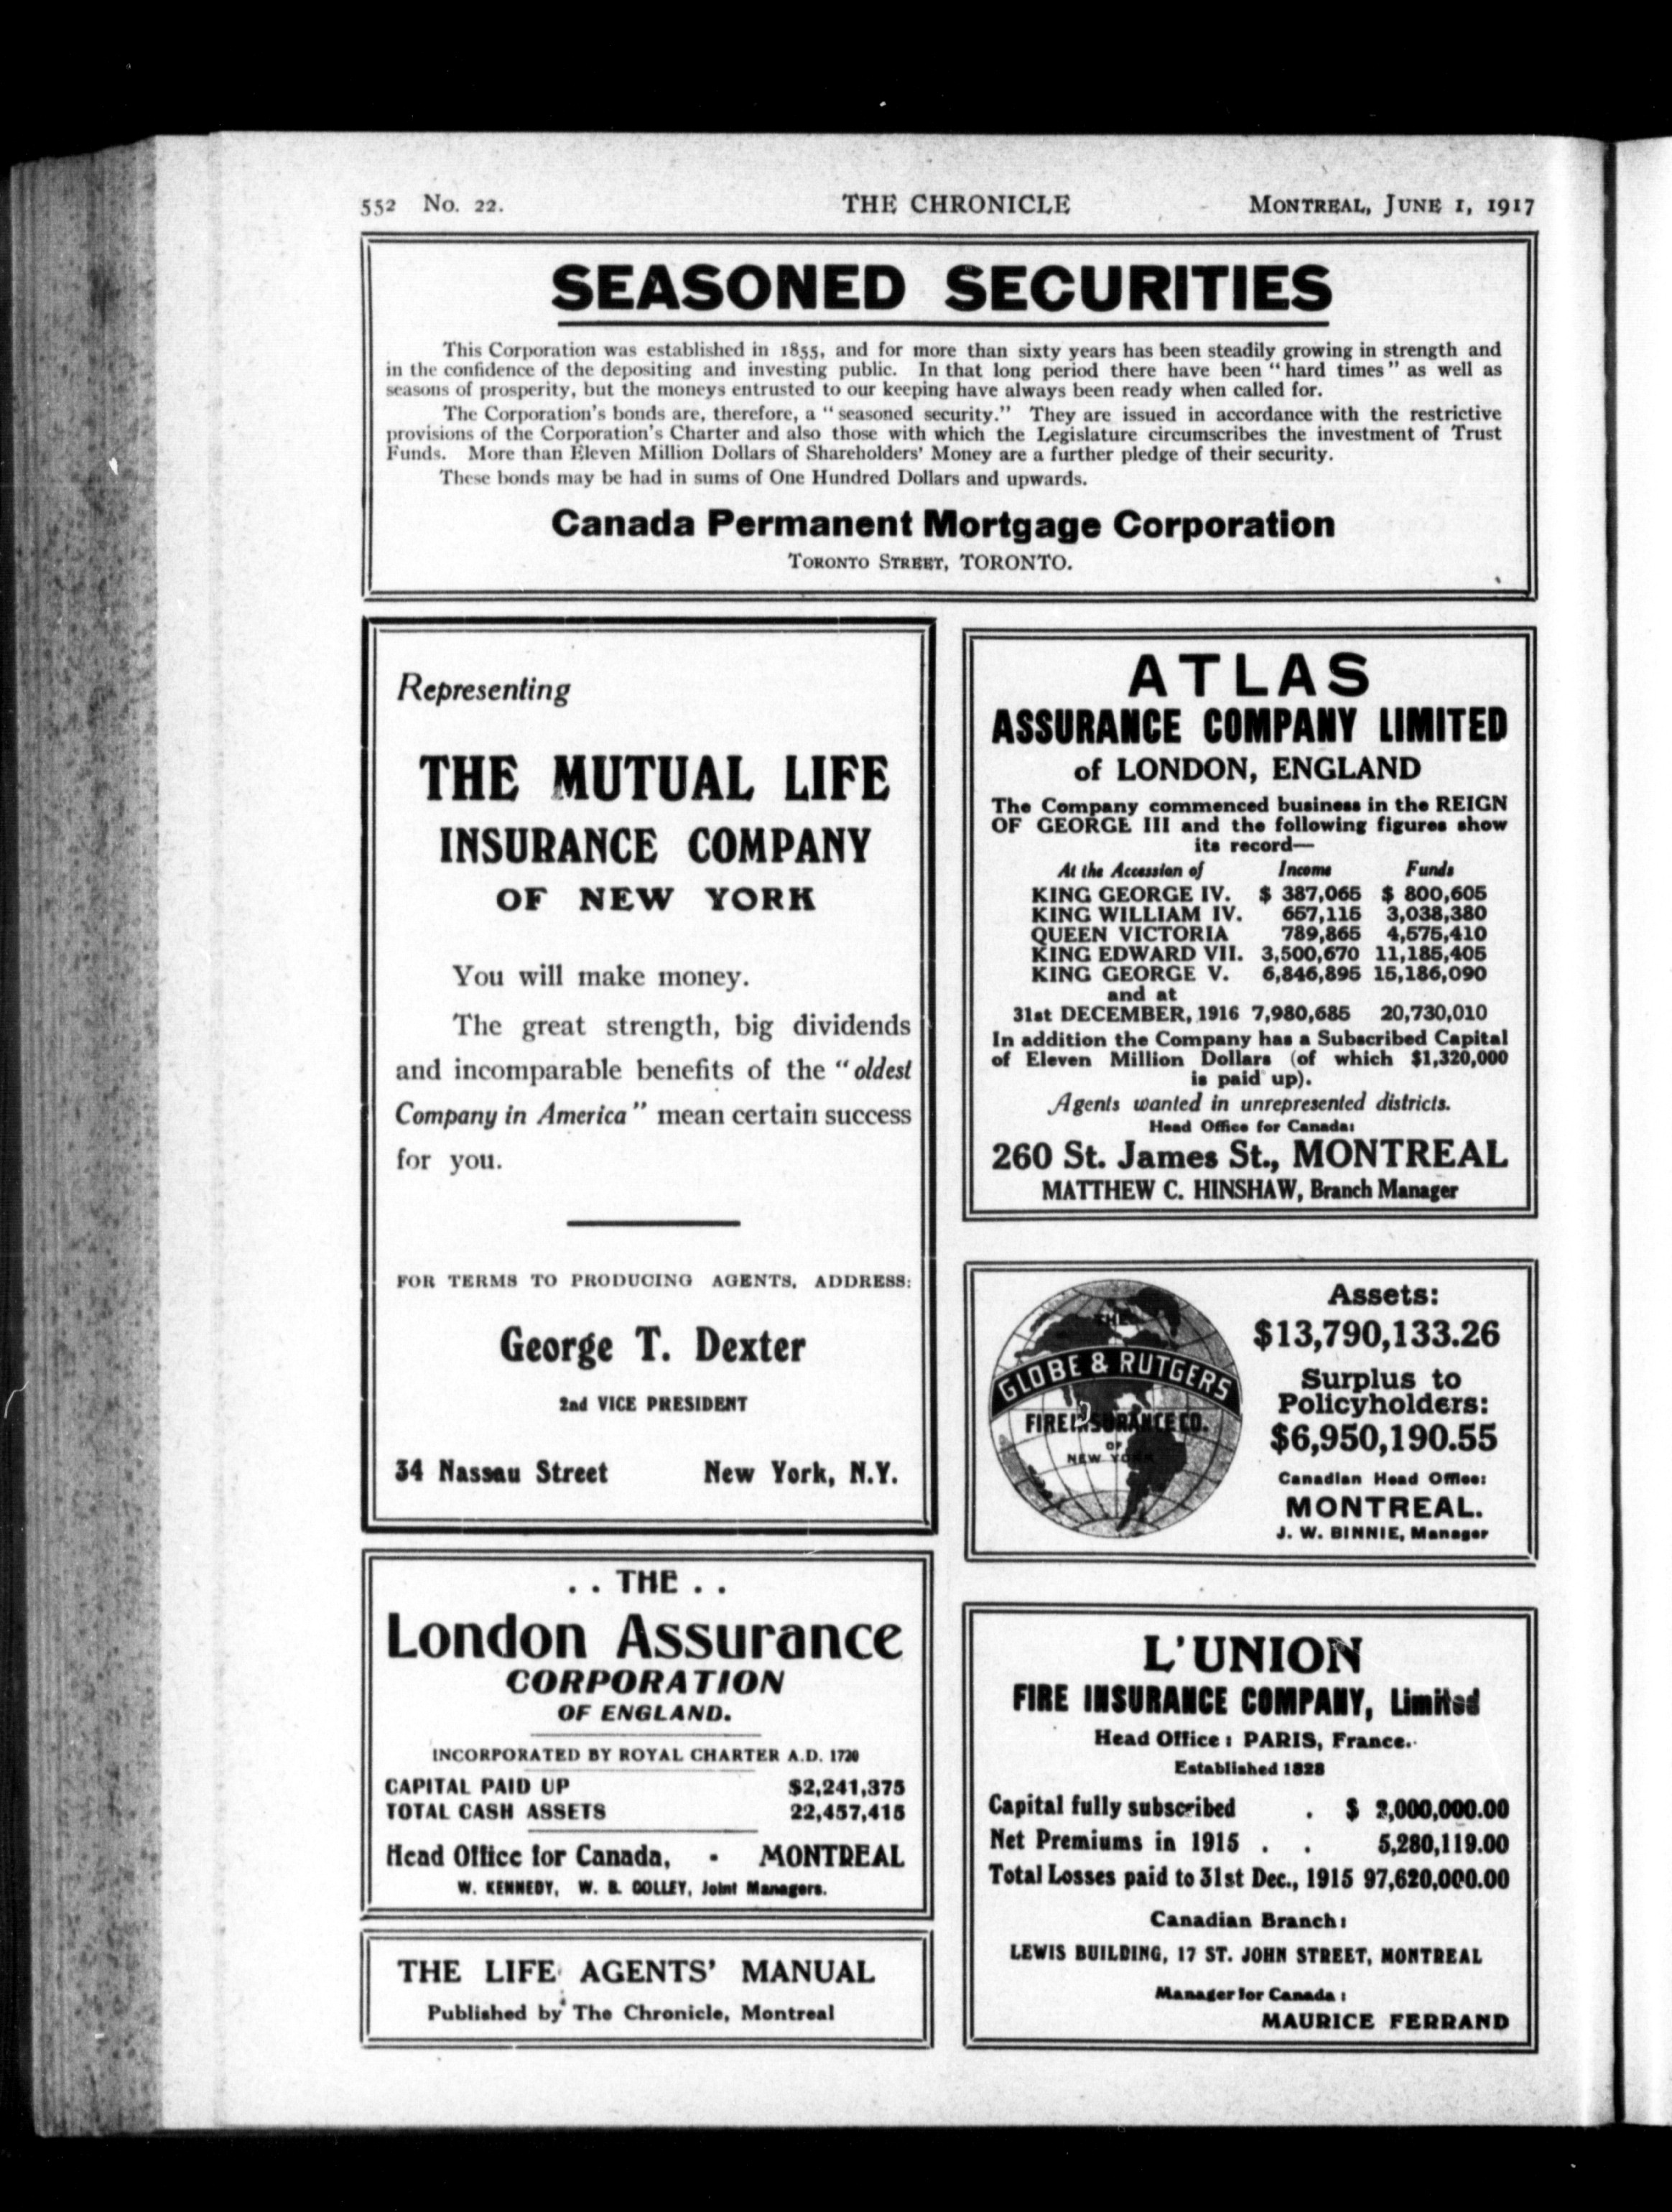 552 No. 22. THE CHRONICLE MONTREAL, JUNE 1, 1917
SEASONED SECURITIES
This Corporation was established in 1855, and for more than sixty years has been steadily growing in strength and
in the confidence of the depositing and investing public. In that long period there have been "hard times" as well as
seasons of prosperity, but the moneys entrusted to our keeping have always been ready when called for.
The Corporation's bonds are, therefore, a "seasoned security." They are issued in accordance with the restrictive
provisions of the Corporation's Charter and also those with which the Legislature circumscribes the investment of Trust
Funds. More than Eleven Million Dollars of Shareholders' Money are a further pledge of their security.
These bonds may be had in sums of One Hundred Dollars and upwards.
Canada Permanent Mortgage Corporation
TORONTO STREET, TORONTO.
Representing
THE MUTUAL LIFE
INSURANCE COMPANY
OF NEW YORK
You will make money.
The great strength, big dividends
and incomparable benefits of the "oldest
Company in America" mean certain success
for you.
FOR TERMS TO PRODUCING AGENTS, ADDRESS:
George T. Dexter
2nd VICE PRESIDENT
34 Nassau Street New York, N.Y.
. . THE . .
London Assurance
CORPORATION
OF ENGLAND.
INCORPORATED BY ROYAL CHARTER A.D. 1720
CAPITAL PAID UP $2,241,375
TOTAL CASH ASSETS 22,457,415
Head Office for Canada, - MONTREAL
W. KENNEDY, W. B. COLLEY, Joint Managers.
THE LIFE AGENTS' MANUAL
Published by The Chronicle, Montreal
ATLAS
ASSURANCE COMPANY LIMITED
of LONDON, ENGLAND
The Company commenced business in the REIGN
OF GEORGE III and the following figures show
its record—
At the Accession of Income Funds
KING GEORGE IV. $ 387,065 $ 800,605
KING WILLIAM IV. 657,115 3,038,380
QUEEN VICTORIA 789,865 4,575,410
KING EDWARD VII. 3,500,670 11,185,405
KING GEORGE V. 6,846,895 15,186,090
and at
31st DECEMBER, 1916 7,980,685 20,730,010
In addition the Company has a Subscribed Capital
of Eleven Million Dollars (of which $1,320,000
is paid up).
Agents wanted in unrepresented districts.
Head Office for Canada:
260 St. James St., MONTREAL
MATTHEW C. HINSHAW, Branch Manager
THE
GLOBE & RUTGERS
FIRE INSURANCE CO.
OF
NEW YORK
Assets:
$13,790,133.26
Surplus to
Policyholders:
$6,950,190.55
Canadian Head Office:
MONTREAL.
J. W. BINNIE, Manager
L'UNION
FIRE INSURANCE COMPANY, Limited
Head Office: PARIS, France.
Established 1828
Capital fully subscribed . $ 2,000,000.00
Net Premiums in 1915 . . 5,280,119.00
Total Losses paid to 31st Dec., 1915 97,620,000.00
Canadian Branch:
LEWIS BUILDING, 17 ST. JOHN STREET, MONTREAL
Manager for Canada:
MAURICE FERRAND